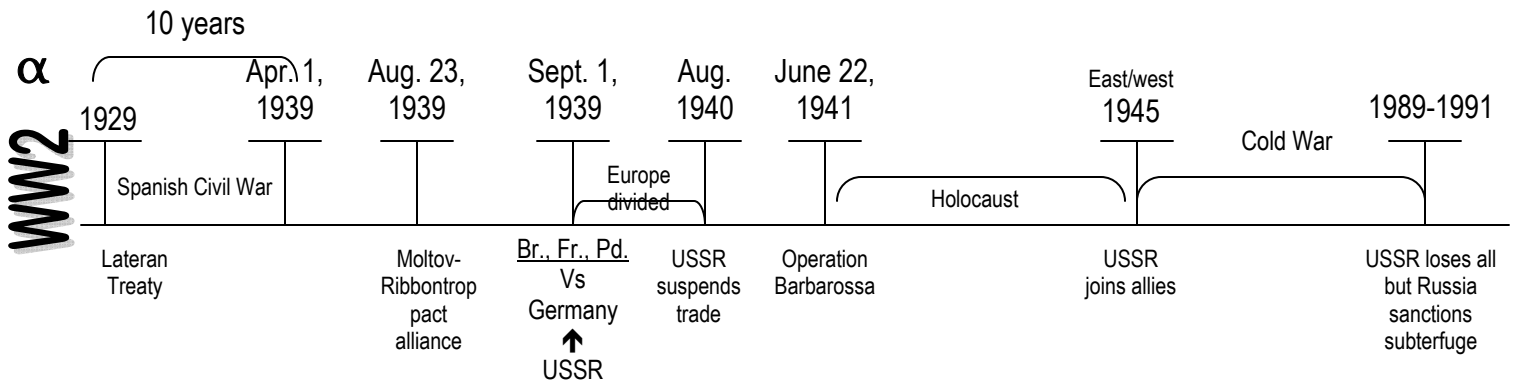 10 years
α
WW2
1929
Apr. 1,
1939
Aug. 23,
1939
Sept. 1,
1939
Aug.
1940
June 22,
1941
East/west
1945
1989-1991
Spanish Civil War
Europe
divided
Holocaust
Cold War
Lateran
Treaty
Moltov-
Ribbontrop
pact
alliance
Br., Fr., Pd.
Vs
Germany
USSR
USSR
suspends
trade
Operation
Barbarossa
USSR
joins allies
USSR loses all
but Russia
sanctions
subterfuge